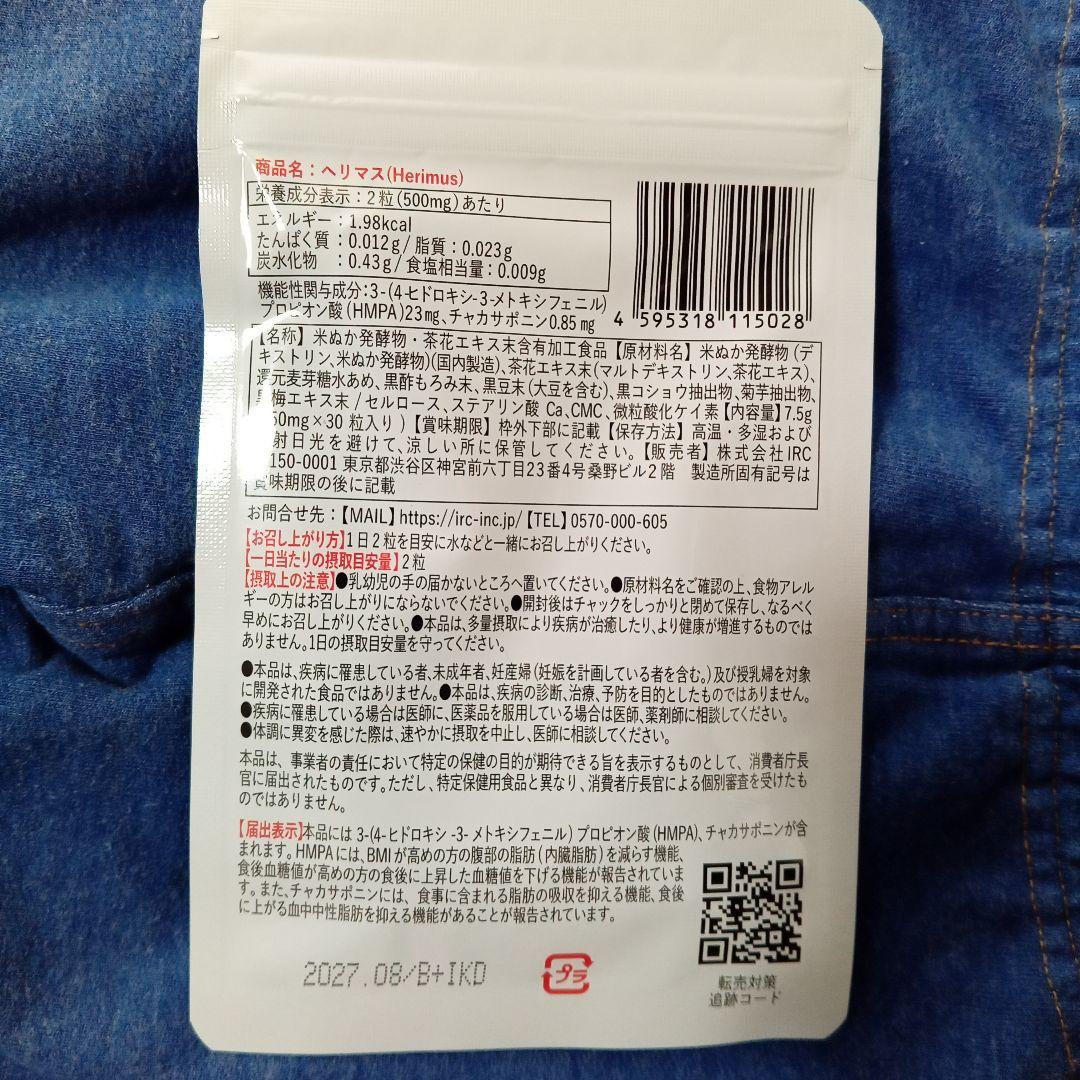 商品名：ヘリマス(Herimus)
栄養成分表示：2粒(500mg)あたり
エネルギー：1.98kcal
たんぱく質：0.012g/脂質：0.023g
炭水化物　：0.43g/食塩相当量：0.009g
機能性関与成分：3-(4-ヒドロキシ-3-メトキシフェニル)
プロピオン酸(HMPA)23mg、チャカサポニン0.85mg
4 595318 115028
【名称】米ぬか発酵物・茶花エキス末含有加工食品【原材料名】米ぬか発酵物(デ
キストリン、米ぬか発酵物)(国内製造)、茶花エキス末(マルトデキストリン、茶花エキス)、
還元麦芽糖水あめ、黒酢もろみ末、黒豆末(大豆を含む)、黒コショウ抽出物、菊芋抽出物、
梅エキス末/セルロース、ステアリン酸Ca、CMC、微粒酸化ケイ素【内容量】7.5g
50mg×30粒入り)【賞味期限】枠外下部に記載【保存方法】高温・多湿および
射日光を避けて、涼しい所に保管してください。【販売者】株式会社IRC
150-0001 東京都渋谷区神宮前六丁目23番4号桑野ビル2階　製造所固有記号は
賞味期限の後に記載
お問合せ先：【MAIL】https://irc-inc.jp/【TEL】0570-000-605
【お召し上がり方】1日2粒を目安に水などと一緒にお召し上がりください。
【一日当たりの摂取目安量】2粒
【摂取上の注意】●乳幼児の手の届かないところへ置いてください。●原材料名をご確認の上、食物アレル
ギーの方はお召し上がりにならないでください。●開封後はチャックをしっかりと閉めて保存し、なるべく
早めにお召し上がりください。●本品は、多量摂取により疾病が治癒したり、より健康が増進するものでは
ありません。1日の摂取目安量を守ってください。
●本品は、疾病に罹患している者、未成年者、妊産婦(妊娠を計画している者を含む。)及び授乳婦を対象
に開発された食品ではありません。●本品は、疾病の診断、治療、予防を目的としたものではありません。
●疾病に罹患している場合は医師に、医薬品を服用している場合は医師、薬剤師に相談してください。
●体調に異変を感じた際は、速やかに摂取を中止し、医師に相談してください。
本品は、事業者の責任において特定の保健の目的が期待できる旨を表示するものとして、消費者庁長
官に届出されたものです。ただし、特定保健用食品と異なり、消費者庁長官による個別審査を受けたも
のではありません。
【届出表示】本品には3-(4-ヒドロキシ-3-メトキシフェニル)プロピオン酸(HMPA)、チャカサポニンが含
まれます。HMPAには、BMIが高めの方の腹部の脂肪(内臓脂肪)を減らす機能、
食後血糖値が高めの方の食後に上昇した血糖値を下げる機能が報告されていま
す。また、チャカサポニンには、食事に含まれる脂肪の吸収を抑える機能、食後
に上がる血中中性脂肪を抑える機能があることが報告されています。
2027.08/B+IKD
プラ
転売対策
追跡コード